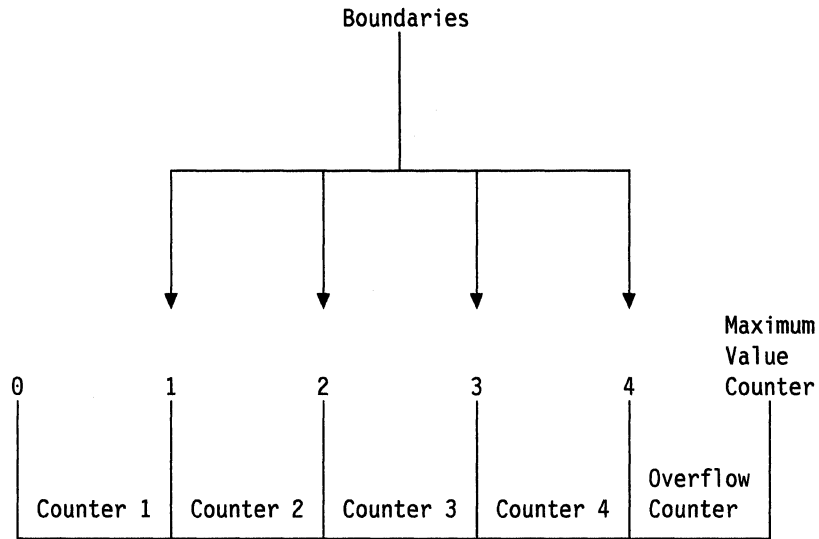 Boundaries
Maximum
Value
Counter
0 1 2 3 4
Counter 1 Counter 2 Counter 3 Counter 4
Overflow
Counter